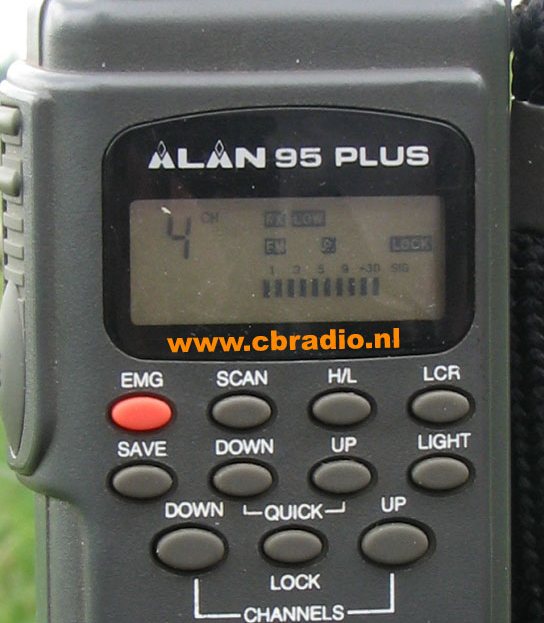 ALAN 95 PLUS
4 CH RX LOW
FM P LOCK
1 3 5 9 +30 SIG
www.cbradio.nl
EMG SCAN H/L LCR
SAVE DOWN UP LIGHT
DOWN QUICK UP
LOCK
CHANNELS